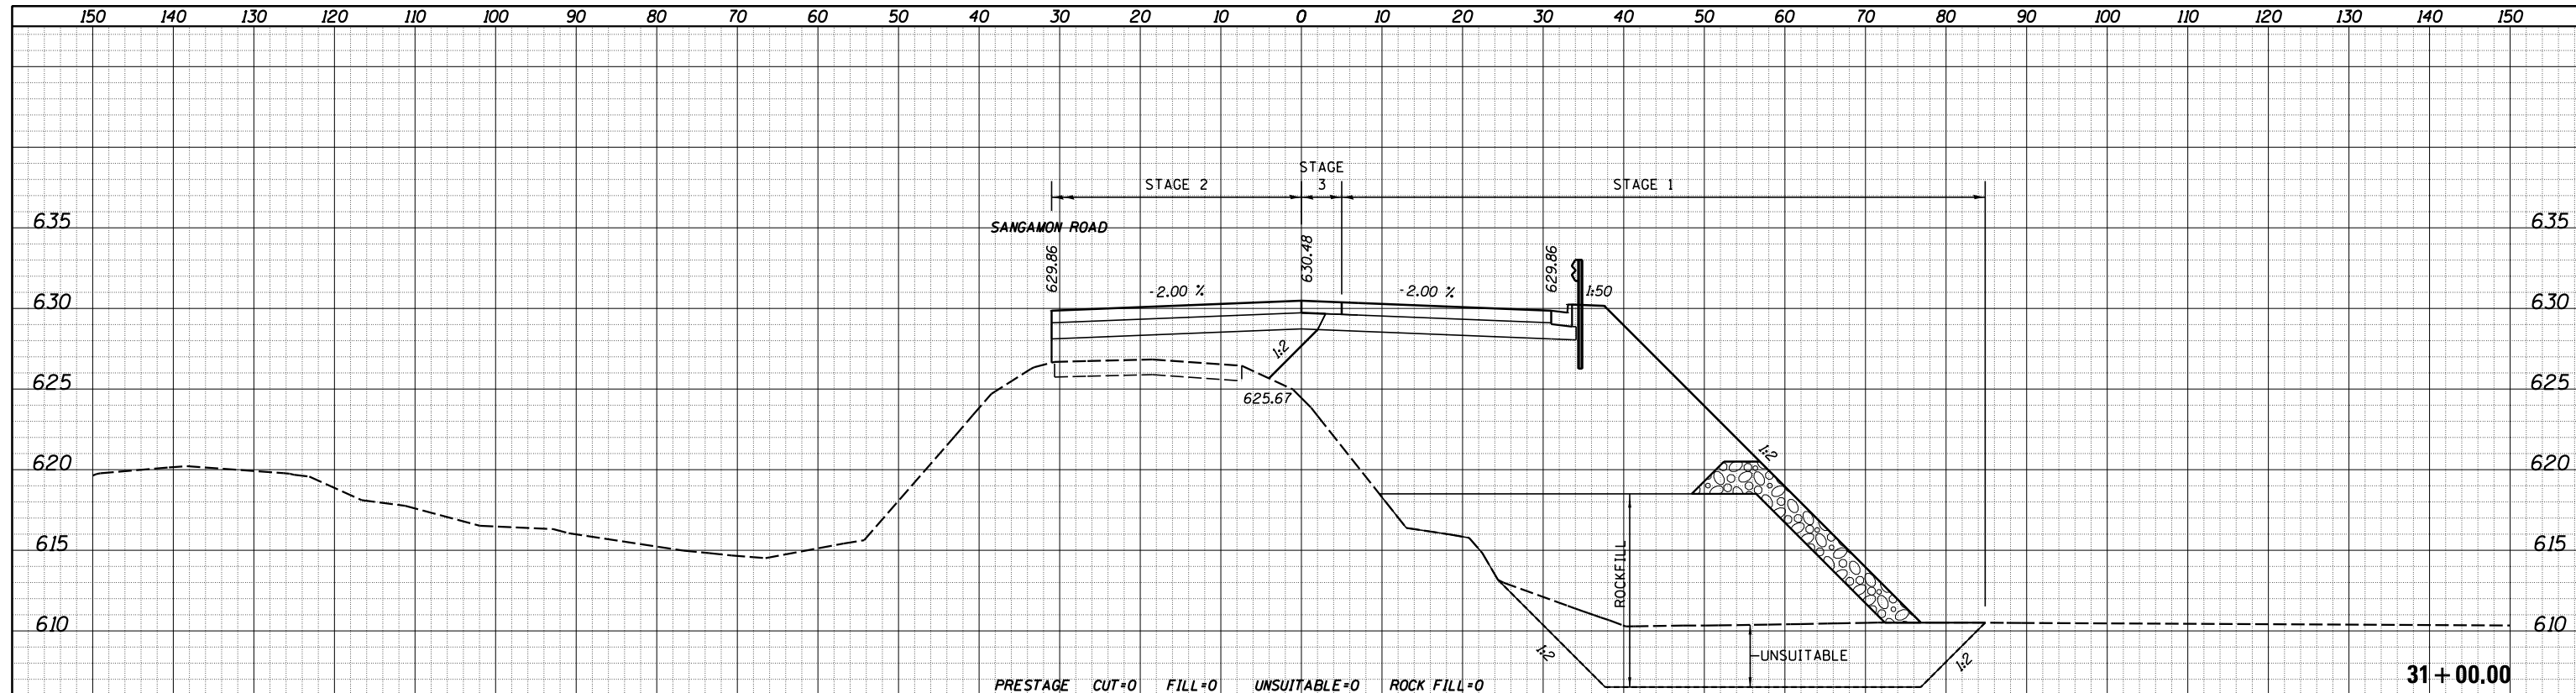 150 140 130 120 110 100 90 80 70 60 50 40 30 20 10 0 10 20 30 40 50 60 70 80 90 100 110 120 130 140 150
STAGE
STAGE 2 3 STAGE 1
635 635
SANGAMON ROAD
629.86 630.48 629.86
-2.00 % -2.00 % 1:50
630 630
1:2
625 625
625.67
1:2
620 620
ROCKFILL
615 615
610 610
1:2 UNSUITABLE 1:2
31+00.00
PRESTAGE CUT=0 FILL=0 UNSUITABLE=0 ROCK FILL=0